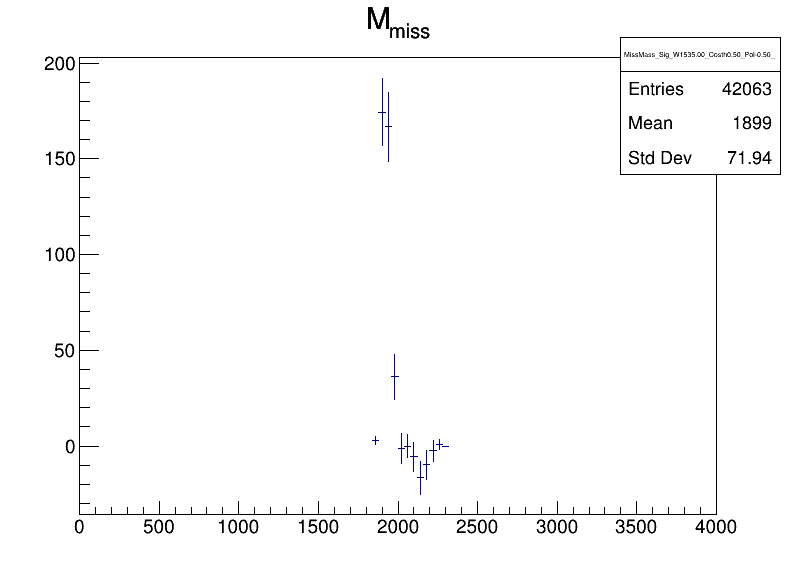 M_miss
MissMass_Sig_W1535.00_Costh0.50_Pol-0.50_
Entries 42063
Mean 1899
Std Dev 71.94
200
150
100
50
0
0 500 1000 1500 2000 2500 3000 3500 4000